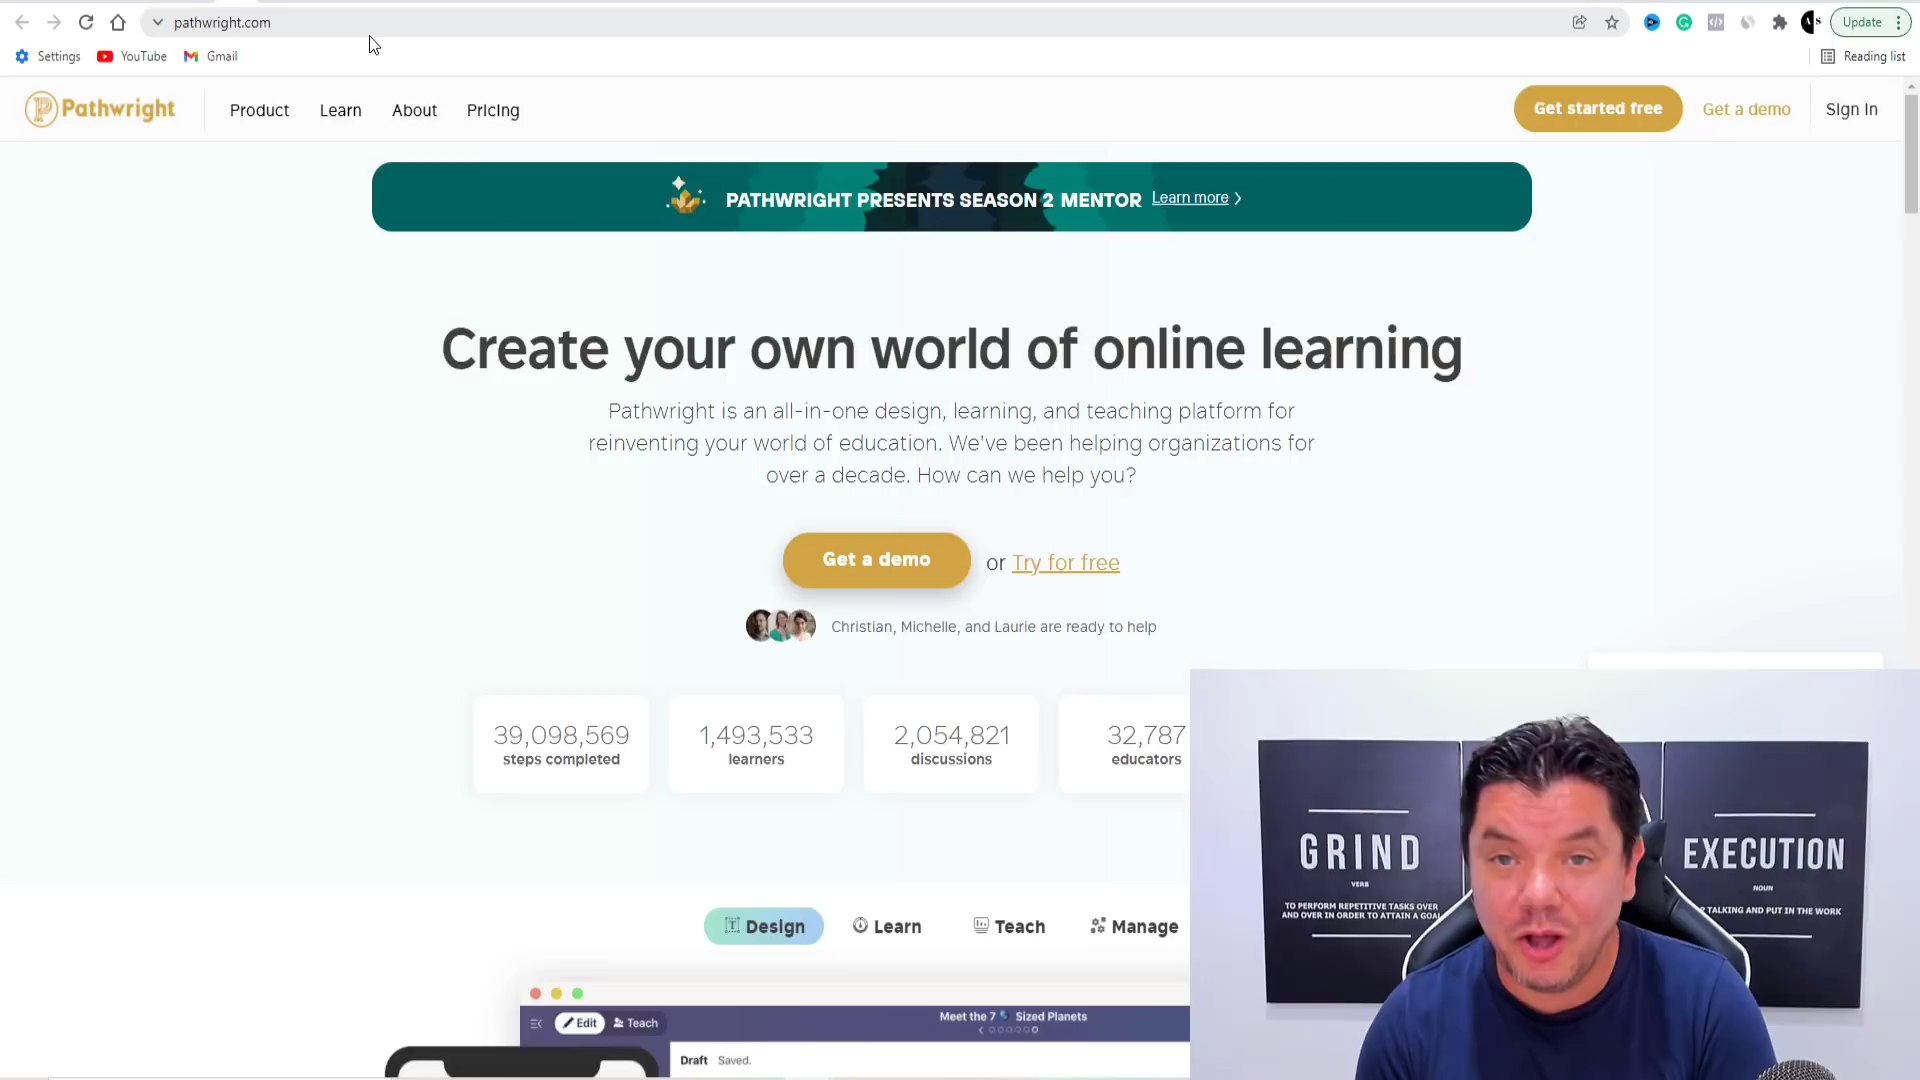 pathwright.com
Update
Settings
YouTube
Gmail
Reading list
Pathwright
Product
Learn
About
Pricing
Get started free
Get a demo
Sign In
PATHWRIGHT PRESENTS SEASON 2 MENTOR
Learn more
Create your own world of online learning
Pathwright is an all-in-one design, learning, and teaching platform for
reinventing your world of education. We've been helping organizations for
over a decade. How can we help you?
Get a demo
or Try for free
Christian, Michelle, and Laurie are ready to help
39,098,569
steps completed
1,493,533
learners
2,054,821
discussions
32,787
educators
Design
Learn
Teach
Manage
Edit
Teach
Meet the 7 Sized Planets
Draft
Saved.
GRIND
VERB
TO PERFORM REPETITIVE TASKS OVER
AND OVER IN ORDER TO ATTAIN A GOAL
EXECUTION
NOUN
TALKING AND PUT IN THE WORK